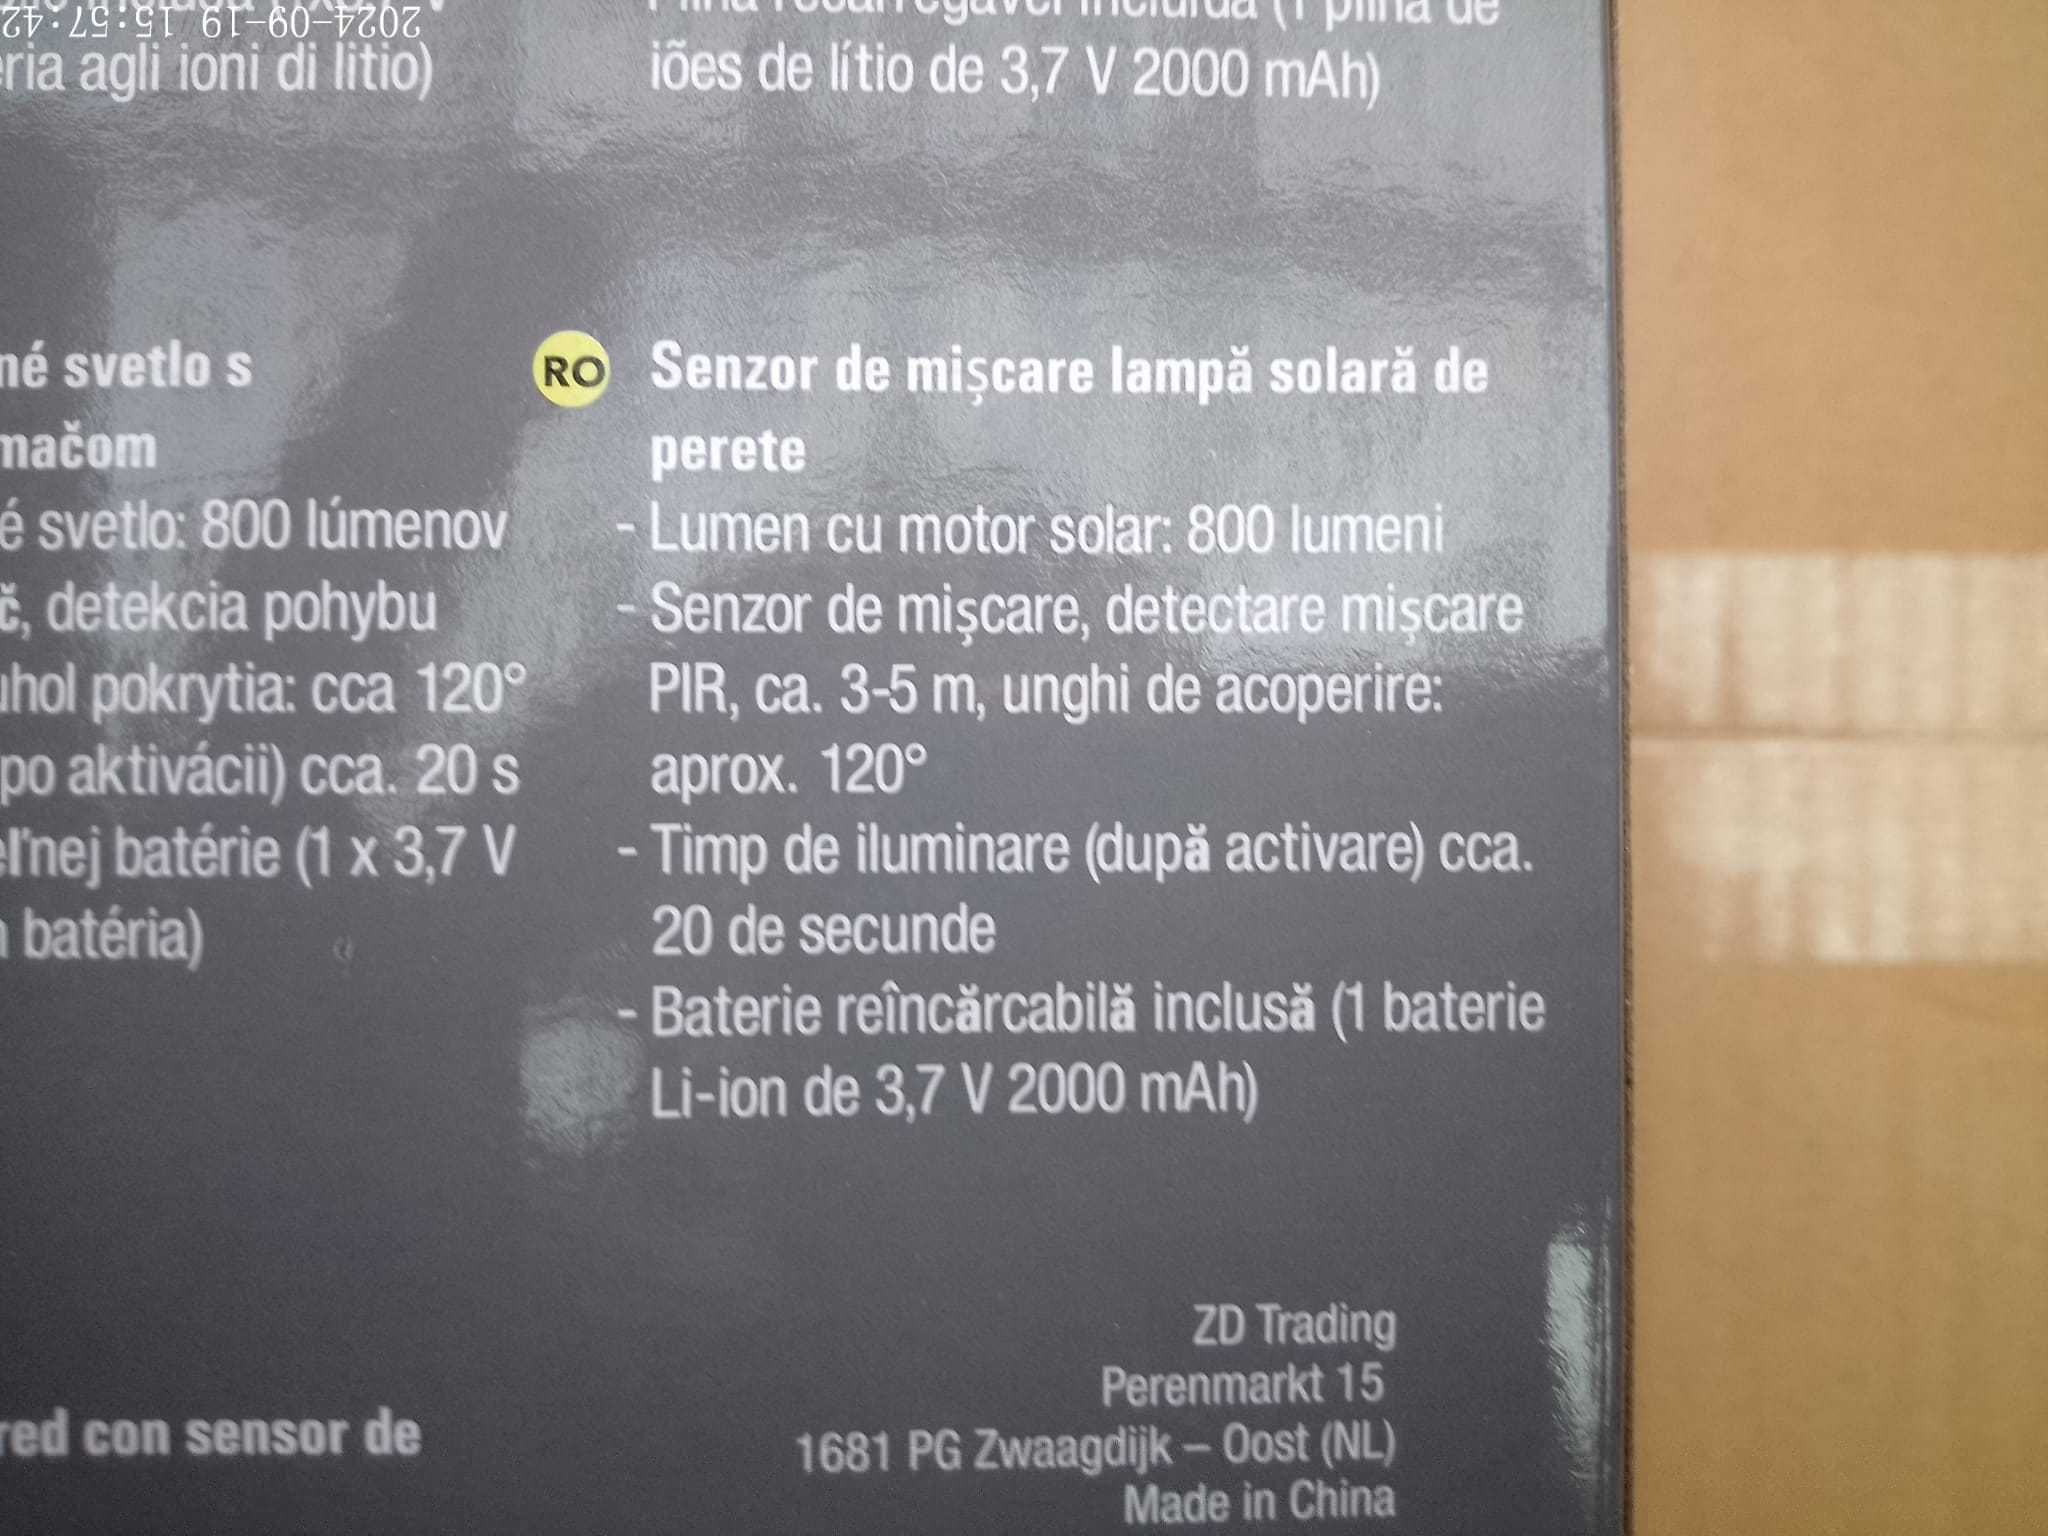 eria agli ioni di litio)
iões de lítio de 3,7 V 2000 mAh)
né svetlo s
mačom
é svetlo: 800 lúmenov
č, detekcia pohybu
uhol pokrytia: cca 120°
po aktivácii) cca. 20 s
eľnej batérie (1 x 3,7 V
batéria)
RO
Senzor de mișcare lampă solară de
perete
- Lumen cu motor solar: 800 lumeni
- Senzor de mișcare, detectare mișcare
PIR, ca. 3-5 m, unghi de acoperire:
aprox. 120°
- Timp de iluminare (după activare) cca.
20 de secunde
- Baterie reîncărcabilă inclusă (1 baterie
Li-ion de 3,7 V 2000 mAh)
red con sensor de
ZD Trading
Perenmarkt 15
1681 PG Zwaagdijk – Oost (NL)
Made in China
2024-09-19 15:57:42